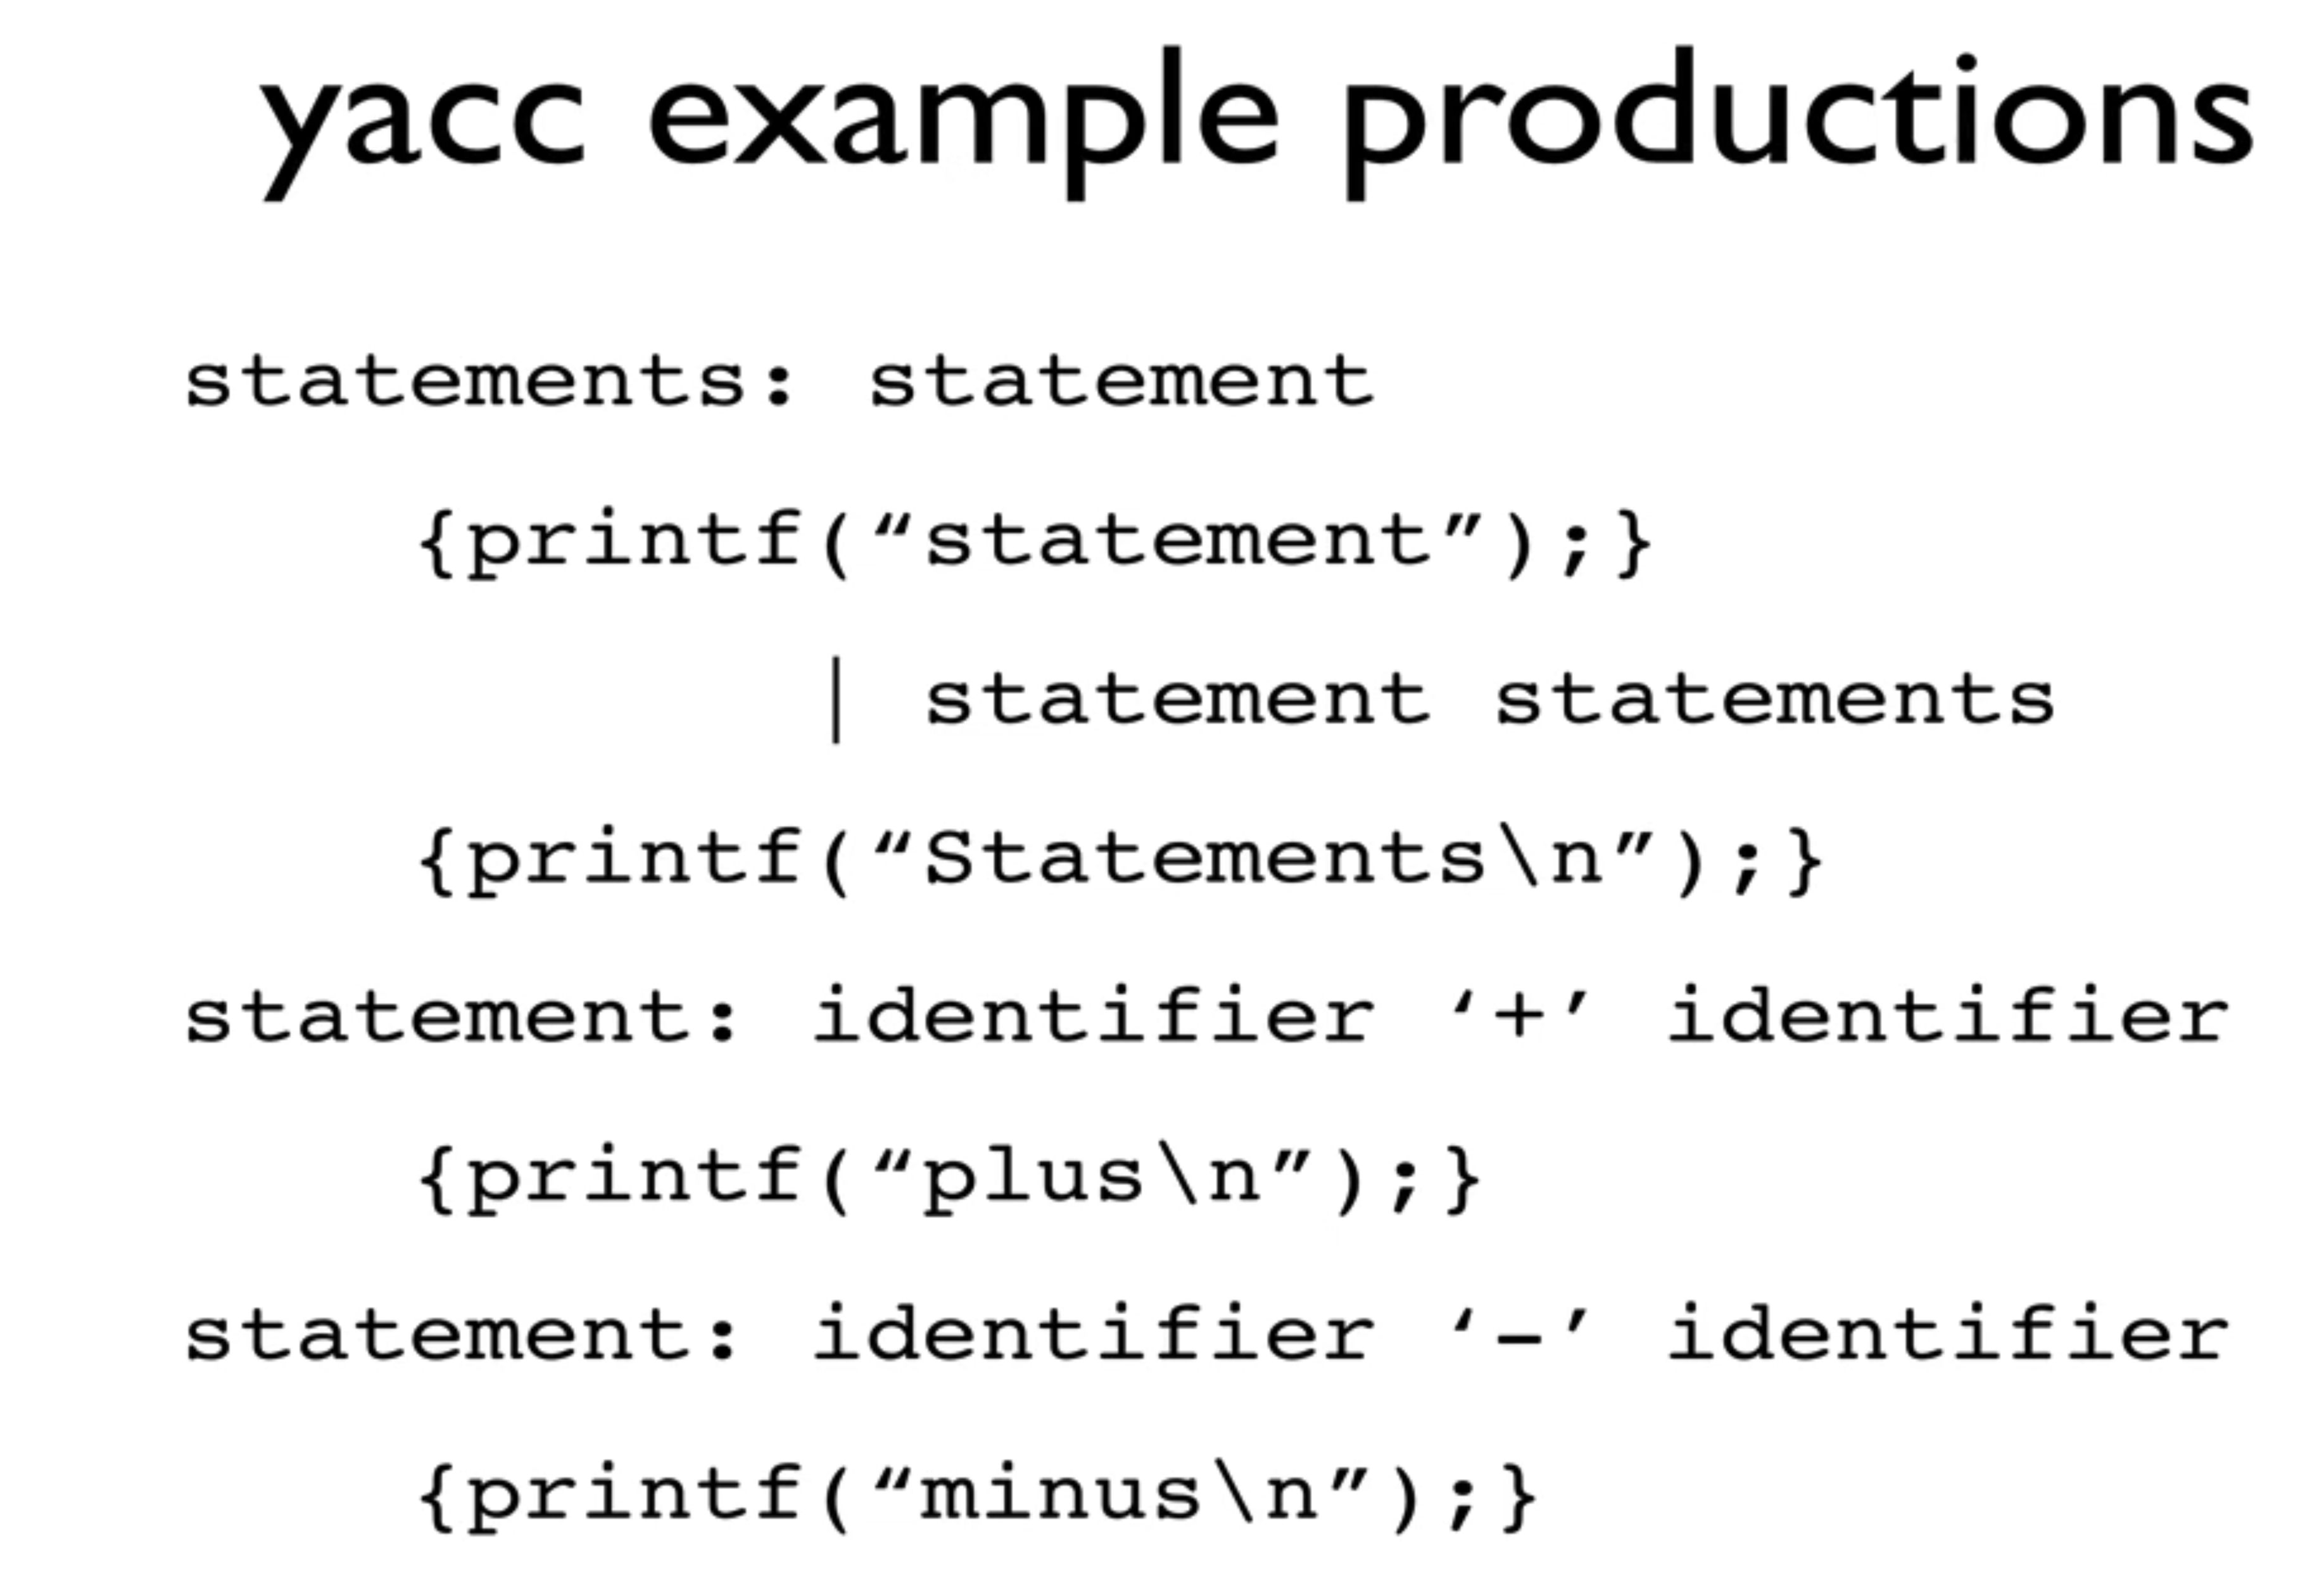 yacc example productions
statements: statement
{printf(“statement”);}
| statement statements
{printf(“Statements\n”);}
statement: identifier ‘+’ identifier
{printf(“plus\n”);}
statement: identifier ‘-’ identifier
{printf(“minus\n”);}